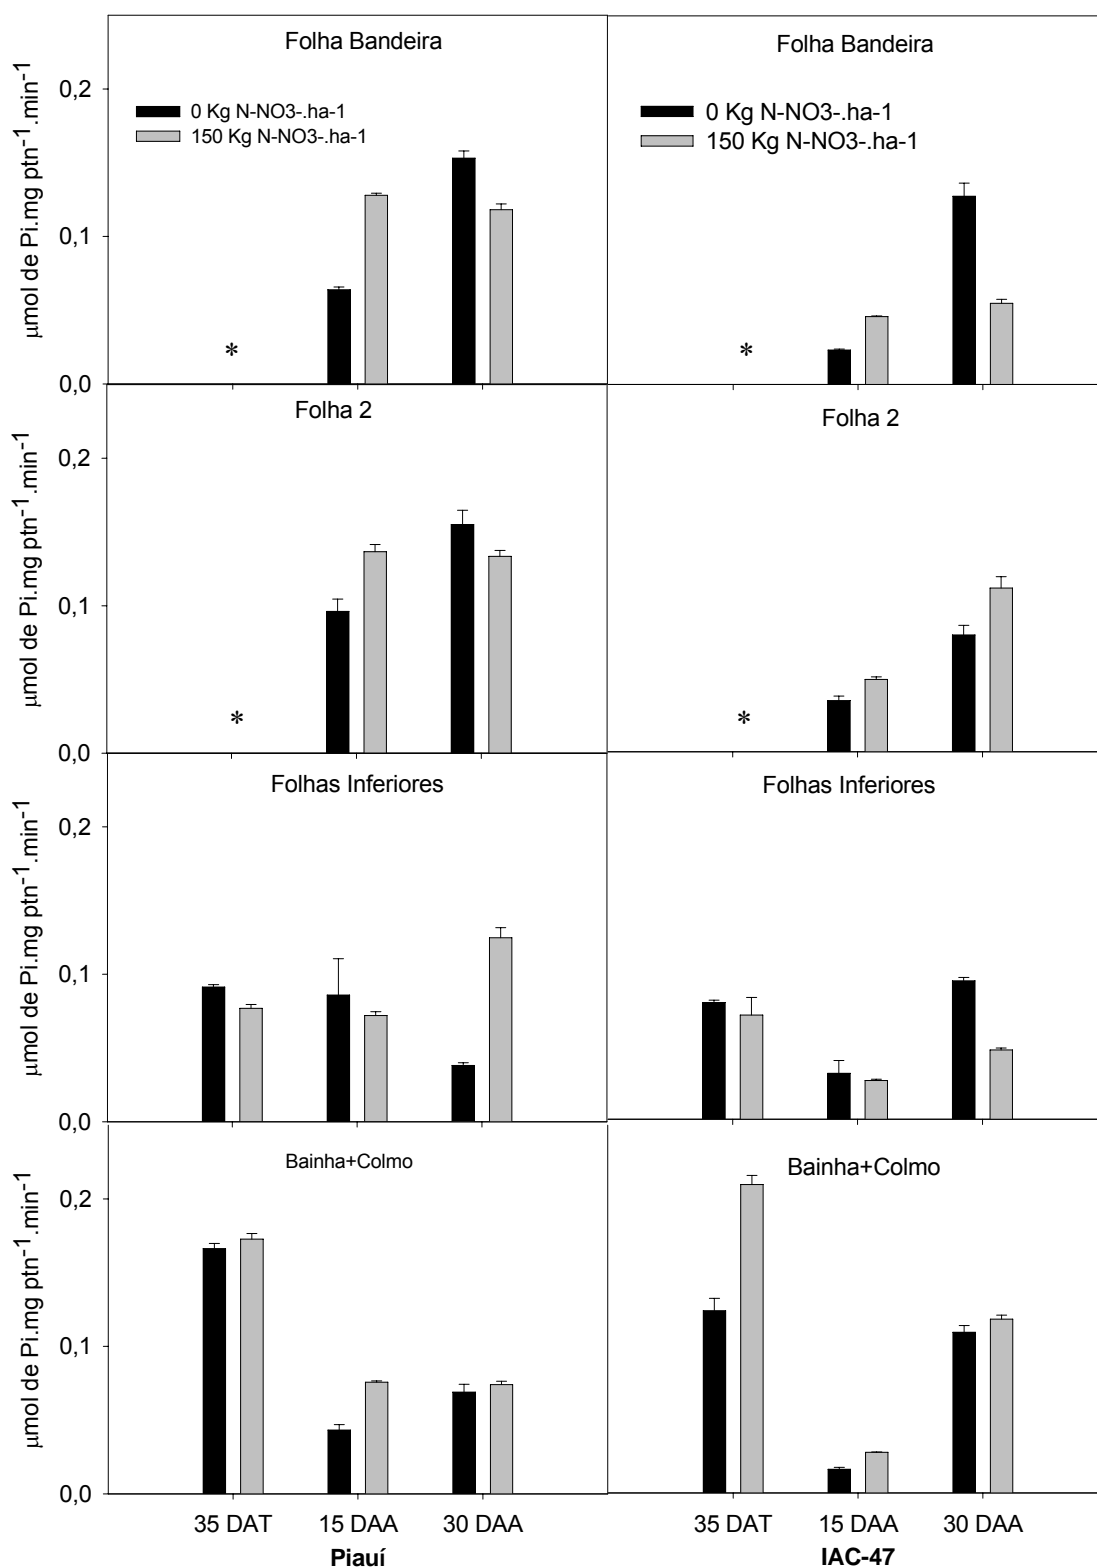 Folha Bandeira
0 Kg N-NO3-.ha-1
150 Kg N-NO3-.ha-1
0,2
0,1
0,0
µmol de Pi.mg ptn-1.min-1
*
Folha Bandeira
0 Kg N-NO3-.ha-1
150 Kg N-NO3-.ha-1
*
Folha 2
0,2
0,1
0,0
µmol de Pi.mg ptn-1.min-1
*
Folha 2
*
Folhas Inferiores
0,2
0,1
0,0
µmol de Pi.mg ptn-1.min-1
Folhas Inferiores
Bainha+Colmo
0,2
0,1
0,0
µmol de Pi.mg ptn-1.min-1
Bainha+Colmo
35 DAT 15 DAA 30 DAA
Piauí
35 DAT 15 DAA 30 DAA
IAC-47